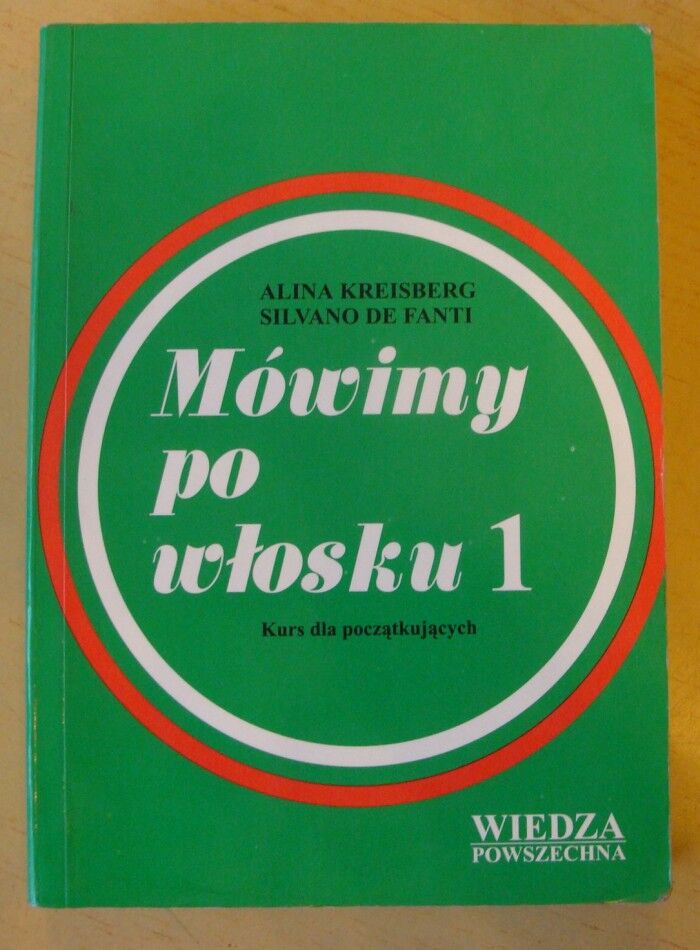 ALINA KREISBERG
SILVANO DE FANTI
Mówimy
po
włosku 1
Kurs dla początkujących
WIEDZA
POWSZECHNA